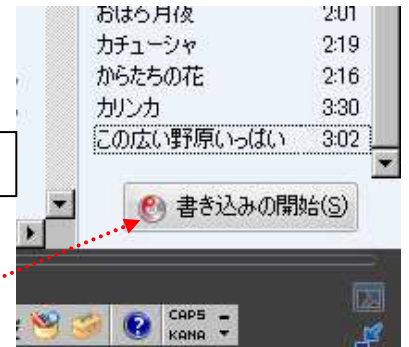 おぼろ月夜 2:01
カチューシャ 2:19
からたちの花 2:16
カリンカ 3:30
この広い野原いっぱい 3:02
書き込みの開始(S)
CAPS
KANA